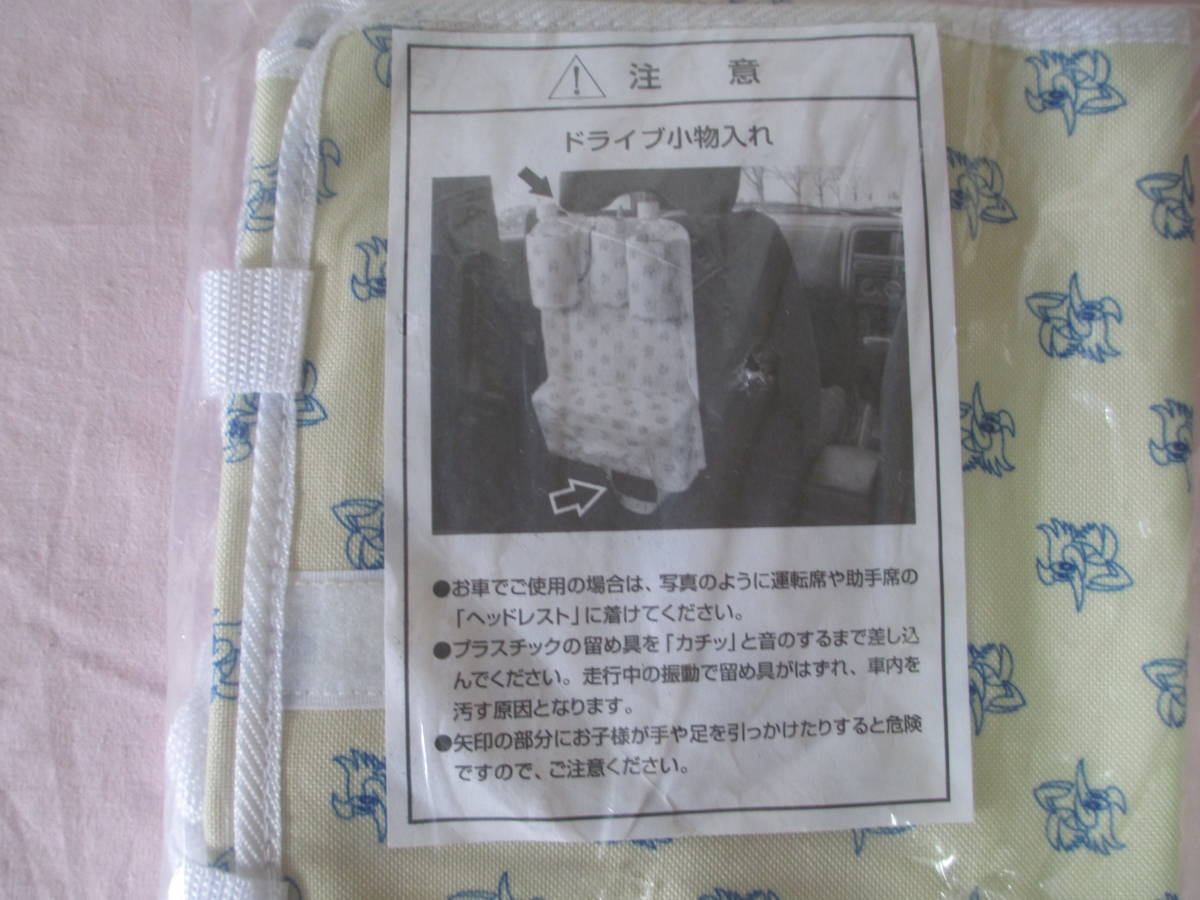 注 意
ドライブ小物入れ
●お車でご使用の場合は、写真のように運転席や助手席の
「ヘッドレスト」に着けてください。
●プラスチックの留め具を「カチッ」と音のするまで差し込
んでください。走行中の振動で留め具がはずれ、車内を
汚す原因となります。
●矢印の部分にお子様が手や足を引っかけたりすると危険
ですので、ご注意ください。